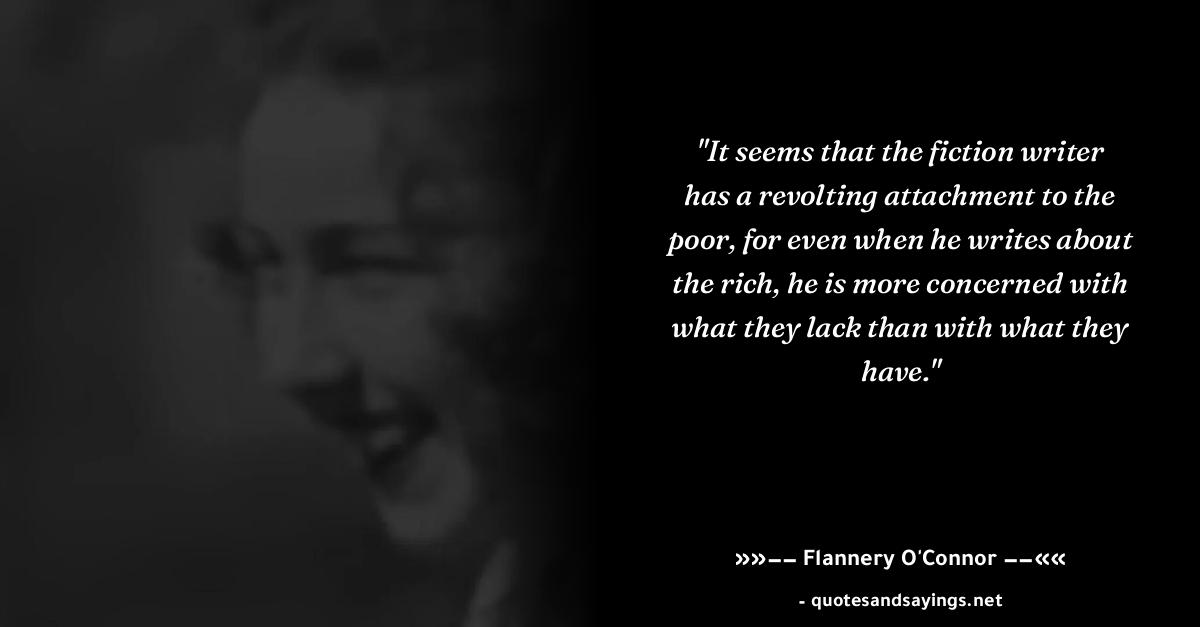 "It seems that the fiction writer
has a revolting attachment to the
poor, for even when he writes about
the rich, he is more concerned with
what they lack than with what they
have."
»»−− Flannery O'Connor −−««
- quotesandsayings.net